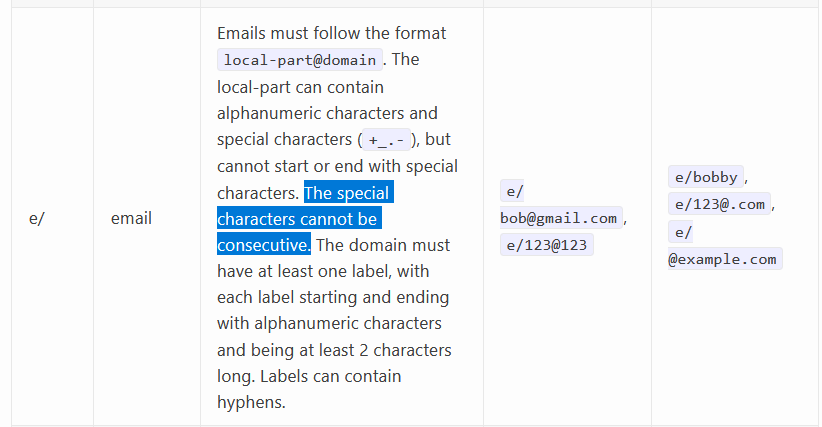 e/
email
Emails must follow the format
local-part@domain. The
local-part can contain
alphanumeric characters and
special characters (+_.-), but
cannot start or end with special
characters. The special
characters cannot be
consecutive. The domain must
have at least one label, with
each label starting and ending
with alphanumeric characters
and being at least 2 characters
long. Labels can contain
hyphens.
e/
bob@gmail.com,
e/123@123
e/bobby,
e/123@.com,
e/
@example.com